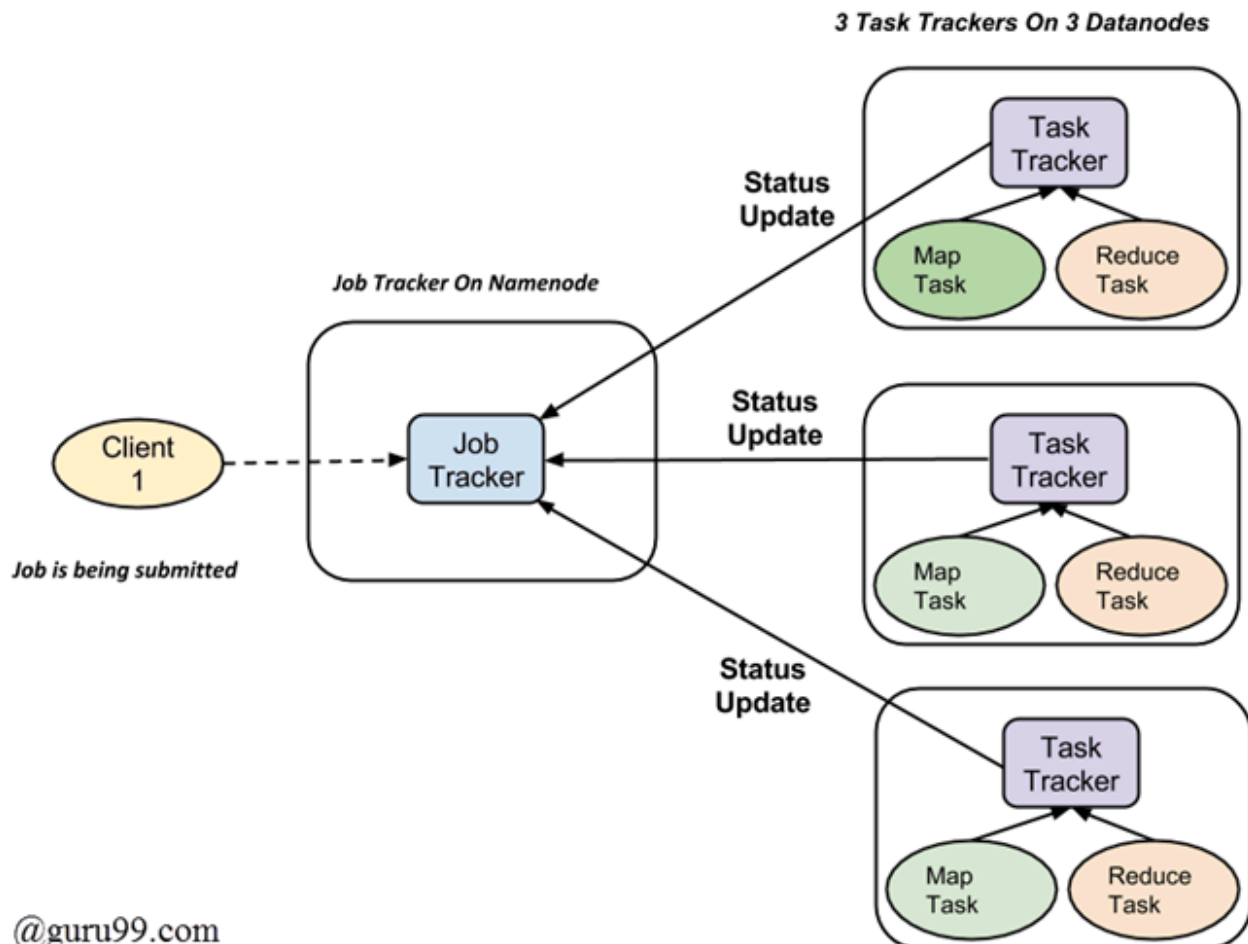 3 Task Trackers On 3 Datanodes
Task
Tracker
Status
Update
Map
Task
Reduce
Task
Job Tracker On Namenode
Status
Update
Task
Tracker
Client
1
Job
Tracker
Job is being submitted
Map
Task
Reduce
Task
Status
Update
Task
Tracker
Map
Task
Reduce
Task
@guru99.com